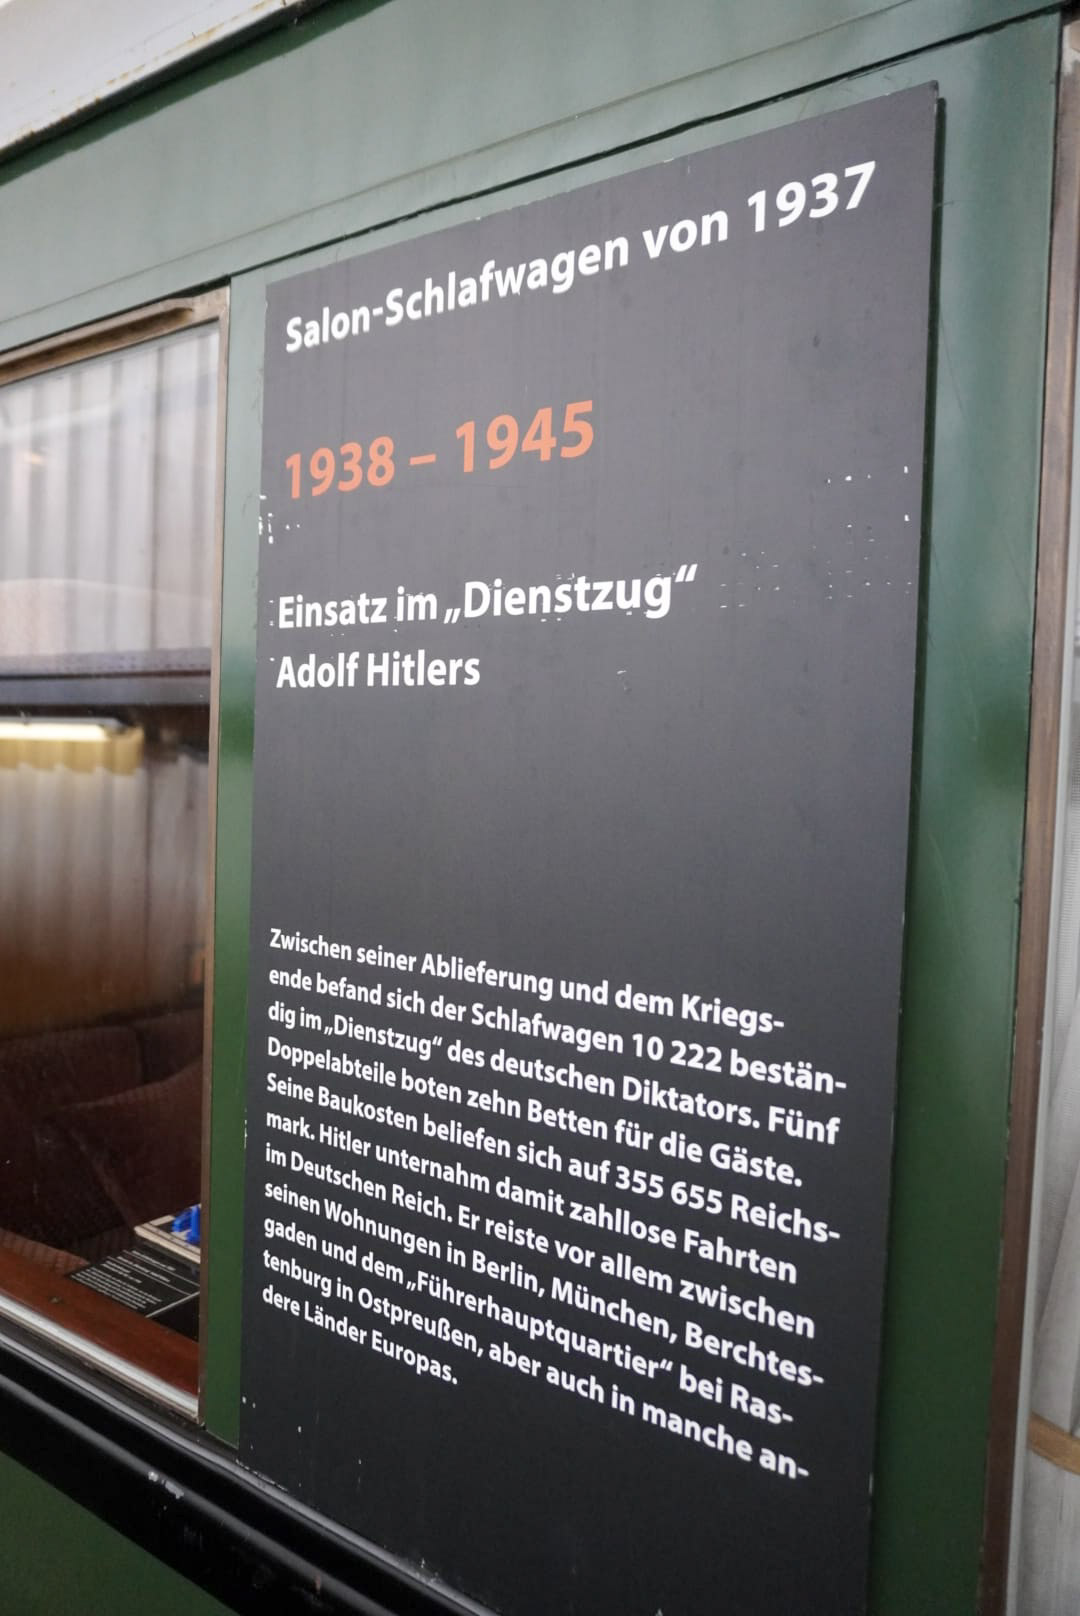 Salon-Schlafwagen von 1937
1938 – 1945
Einsatz im „Dienstzug“
Adolf Hitlers
Zwischen seiner Ablieferung und dem Kriegs-
ende befand sich der Schlafwagen 10 222 bestän-
dig im „Dienstzug“ des deutschen Diktators. Fünf
Doppelabteile boten zehn Betten für die Gäste.
Seine Baukosten beliefen sich auf 355 655 Reichs-
mark. Hitler unternahm damit zahllose Fahrten
im Deutschen Reich. Er reiste vor allem zwischen
seinen Wohnungen in Berlin, München, Berchtes-
gaden und dem „Führerhauptquartier“ bei Ras-
tenburg in Ostpreußen, aber auch in manche an-
dere Länder Europas.